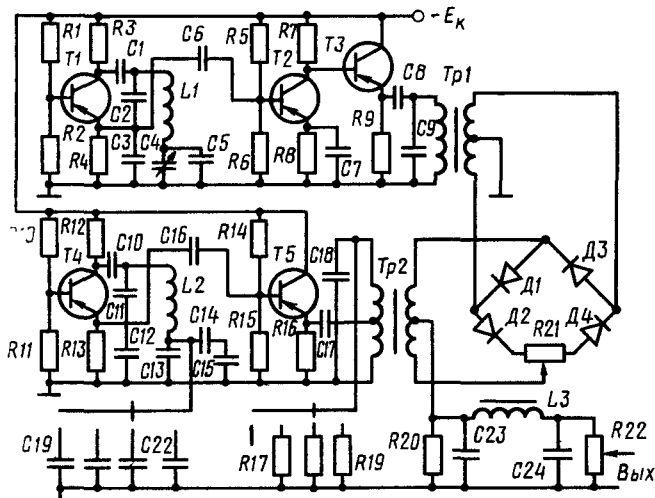 R1 R3 C1 C6 R5 R7 T3 - Eк
T1 T2 C8 Тр1
C2 L1
R2 C3 C4 C5 R9 C9
R4 R6 R8 C7
R12 C10 C16 R14 C18 Тр2 Д3
T4 T5 Д1
C11 L2 C14 Д2 R21 Д4
R11 R13 C12 C13 C15 R15 R16 C17
L3
C19 C22 R17 R19 R20 C23 C24 R22
Вых